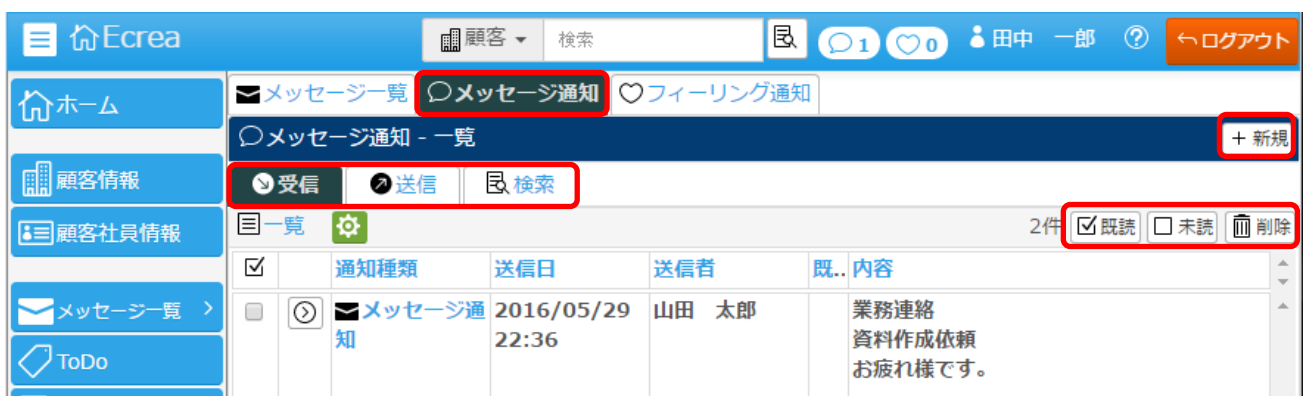 Ecrea 顧客 検索 1 0 田中 一郎 ログアウト
ホーム
顧客情報
顧客社員情報
メッセージ一覧
ToDo
メッセージ一覧 メッセージ通知 フィーリング通知
メッセージ通知 - 一覧 + 新規
受信 送信 検索
一覧 2件 既読 未読 削除
通知種類 送信日 送信者 既.. 内容
メッセージ通知 2016/05/29 山田 太郎 業務連絡
22:36 資料作成依頼
お疲れ様です。